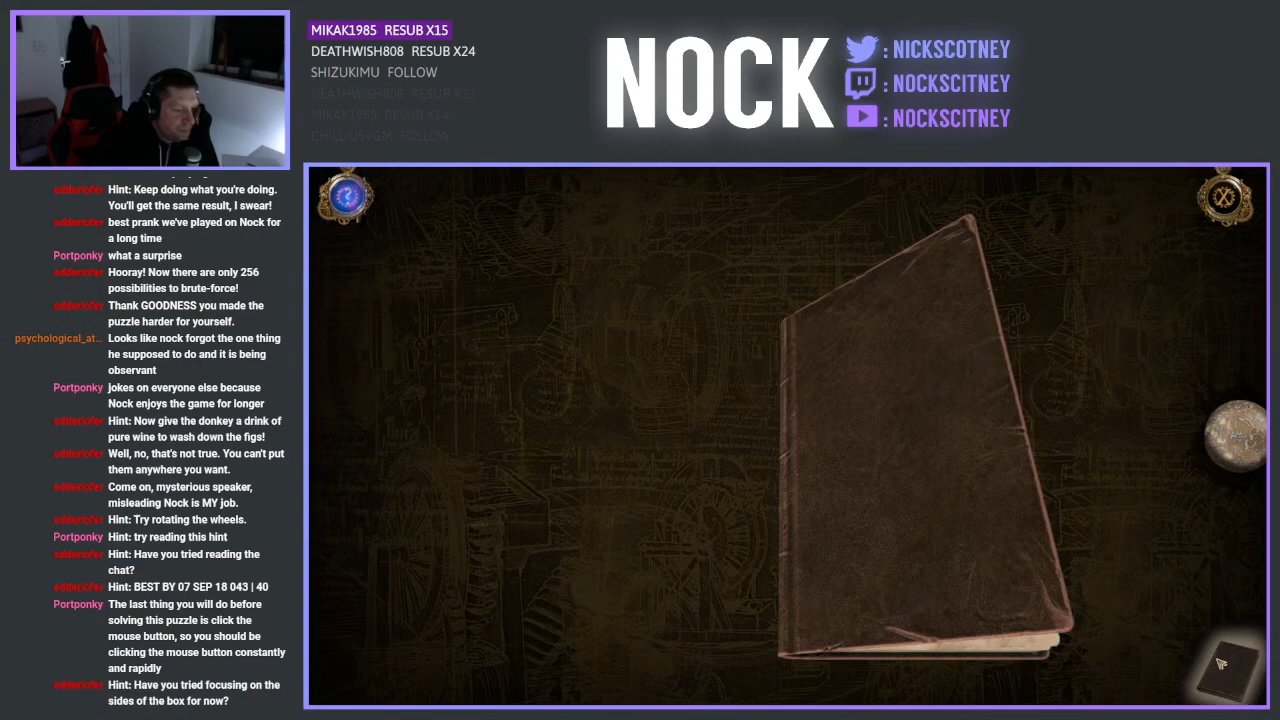 MIKAK1985 RESUB X15
DEATHWISH808 RESUB X24
SHIZUKIMU FOLLOW
DEATHWISH808 RESUB X23
MIKAK1985 RESUB X14
CHILLIUSVGM FOLLOW
NOCK
: NICKSCOTNEY
: NOCKSCITNEY
: NOCKSCITNEY
Hint: Keep doing what you're doing.
You'll get the same result, I swear!
best prank we've played on Nock for
a long time
Portponky what a surprise
Hooray! Now there are only 256
possibilities to brute-force!
Thank GOODNESS you made the
puzzle harder for yourself.
psychological_at... Looks like nock forgot the one thing
he supposed to do and it is being
observant
Portponky jokes on everyone else because
Nock enjoys the game for longer
Hint: Now give the donkey a drink of
pure wine to wash down the figs!
Well, no, that's not true. You can't put
them anywhere you want.
Come on, mysterious speaker,
misleading Nock is MY job.
Hint: Try rotating the wheels.
Portponky Hint: try reading this hint
Hint: Have you tried reading the
chat?
Hint: BEST BY 07 SEP 18 043 | 40
Portponky The last thing you will do before
solving this puzzle is click the
mouse button, so you should be
clicking the mouse button constantly
and rapidly
Hint: Have you tried focusing on the
sides of the box for now?